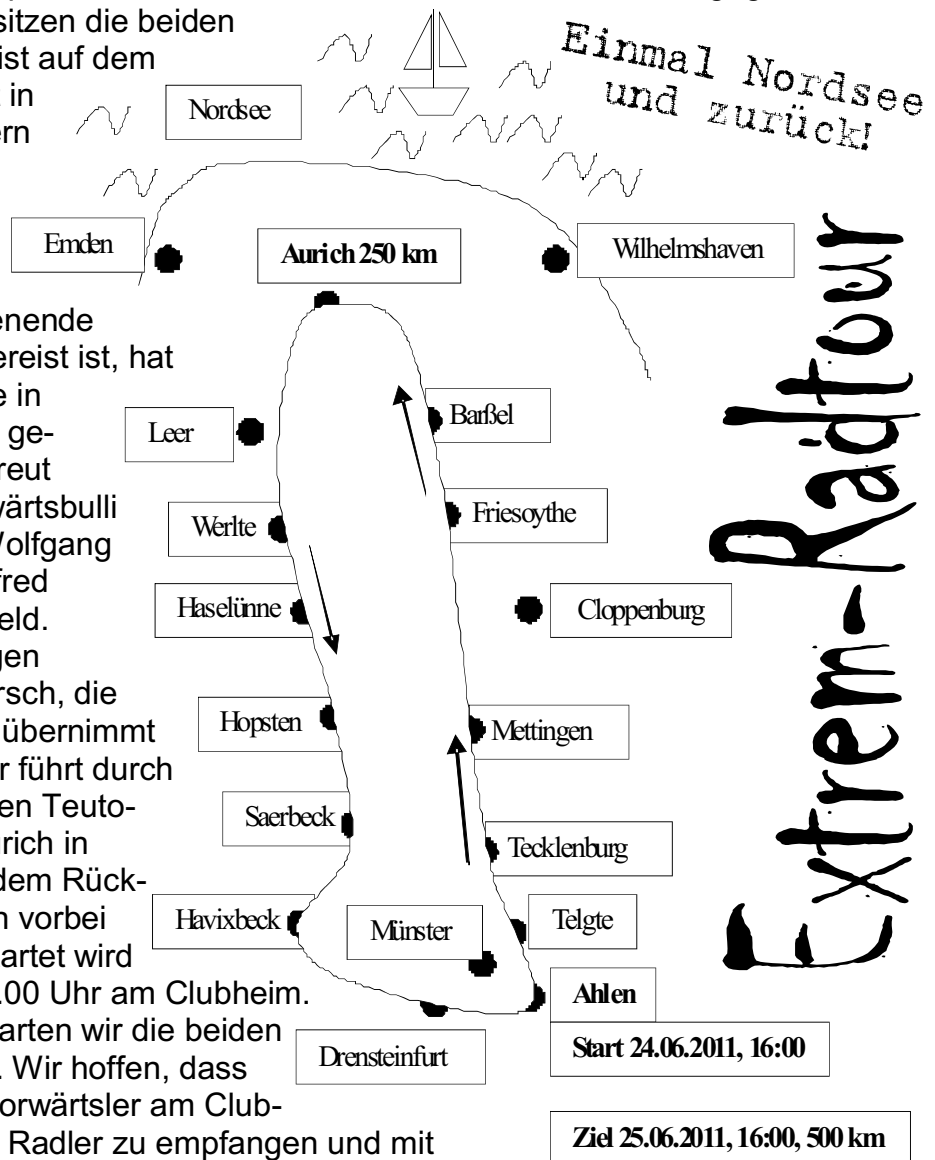 sitzen die beiden
ist auf dem
in
ern
enende
ereist ist, hat
e in
ge-
reut
wärtsbulli
Wolfgang
fred
eld.
gen
rsch, die
übernimmt
r führt durch
en Teuto-
urich in
dem Rück-
n vorbei
artet wird
.00 Uhr am Clubheim.
arten wir die beiden
. Wir hoffen, dass
orwärtsler am Club-
Radler zu empfangen und mit
Einmal Nordsee
und zurück!
Extrem-Radtour
Nordsee
Emden
Aurich 250 km
Wilhelmshaven
Leer
Barßel
Werlte
Friesoythe
Haselünne
Cloppenburg
Hopsten
Mettingen
Saerbeck
Tecklenburg
Havixbeck
Münster
Telgte
Ahlen
Drensteinfurt
Start 24.06.2011, 16:00
Ziel 25.06.2011, 16:00, 500 km